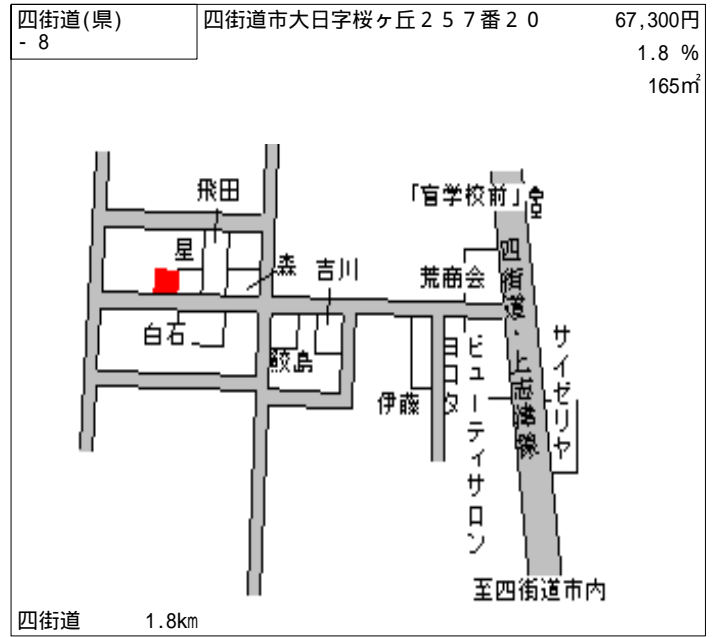 四街道(県)
- 8
四街道市大日字桜ヶ丘257番20
67,300円
1.8 %
165㎡
飛田
「盲学校前」
星
森
吉川
荒商会
白石
鮫島
伊藤
ヨロタ
ビューティサロン
四街道・上志津線
サイゼリヤ
至四街道市内
四街道 1.8km